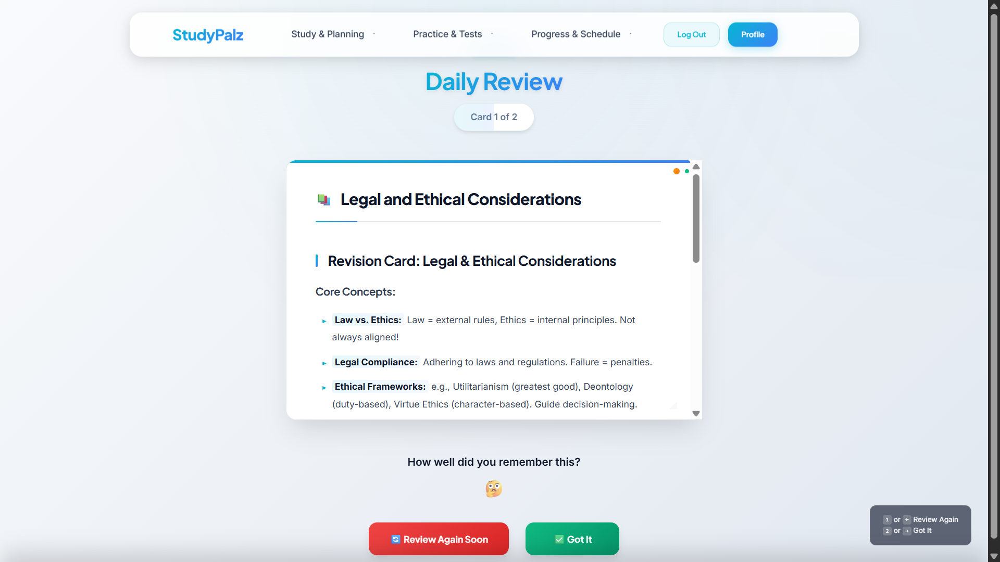 StudyPalz
Study & Planning
Practice & Tests
Progress & Schedule
Log Out
Profile
Daily Review
Card 1 of 2
Legal and Ethical Considerations
Revision Card: Legal & Ethical Considerations
Core Concepts:
Law vs. Ethics: Law = external rules, Ethics = internal principles. Not
always aligned!
Legal Compliance: Adhering to laws and regulations. Failure = penalties.
Ethical Frameworks: e.g., Utilitarianism (greatest good), Deontology
(duty-based), Virtue Ethics (character-based). Guide decision-making.
How well did you remember this?
Review Again Soon
Got It
1 or ← Review Again
2 or → Got It